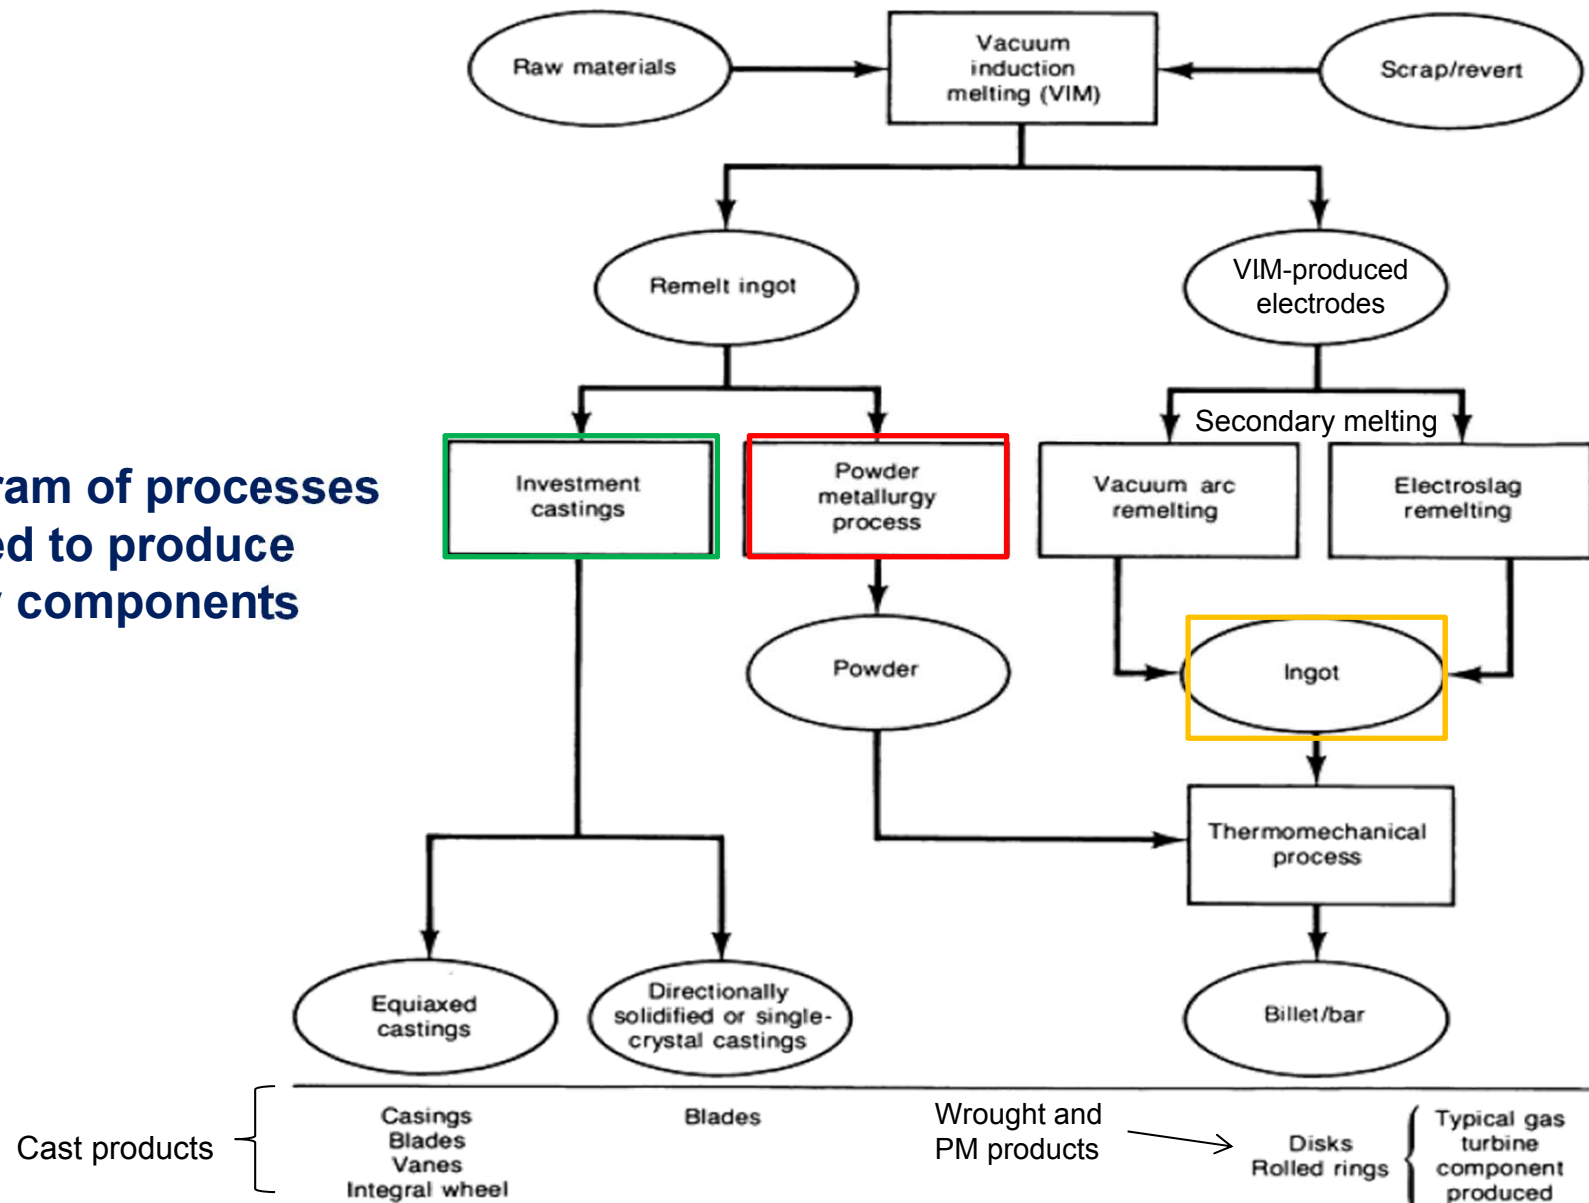 Raw materials
Vacuum
induction
melting (VIM)
Scrap/revert
Remelt ingot
VIM-produced
electrodes
Secondary melting
Investment
castings
Powder
metallurgy
process
Vacuum arc
remelting
Electroslag
remelting
ram of processes
ed to produce
components
Powder
Ingot
Thermomechanical
process
Equiaxed
castings
Directionally
solidified or single-
crystal castings
Billet/bar
Cast products
Casings
Blades
Vanes
Integral wheel
Blades
Wrought and
PM products
Disks
Rolled rings
Typical gas
turbine
component
produced